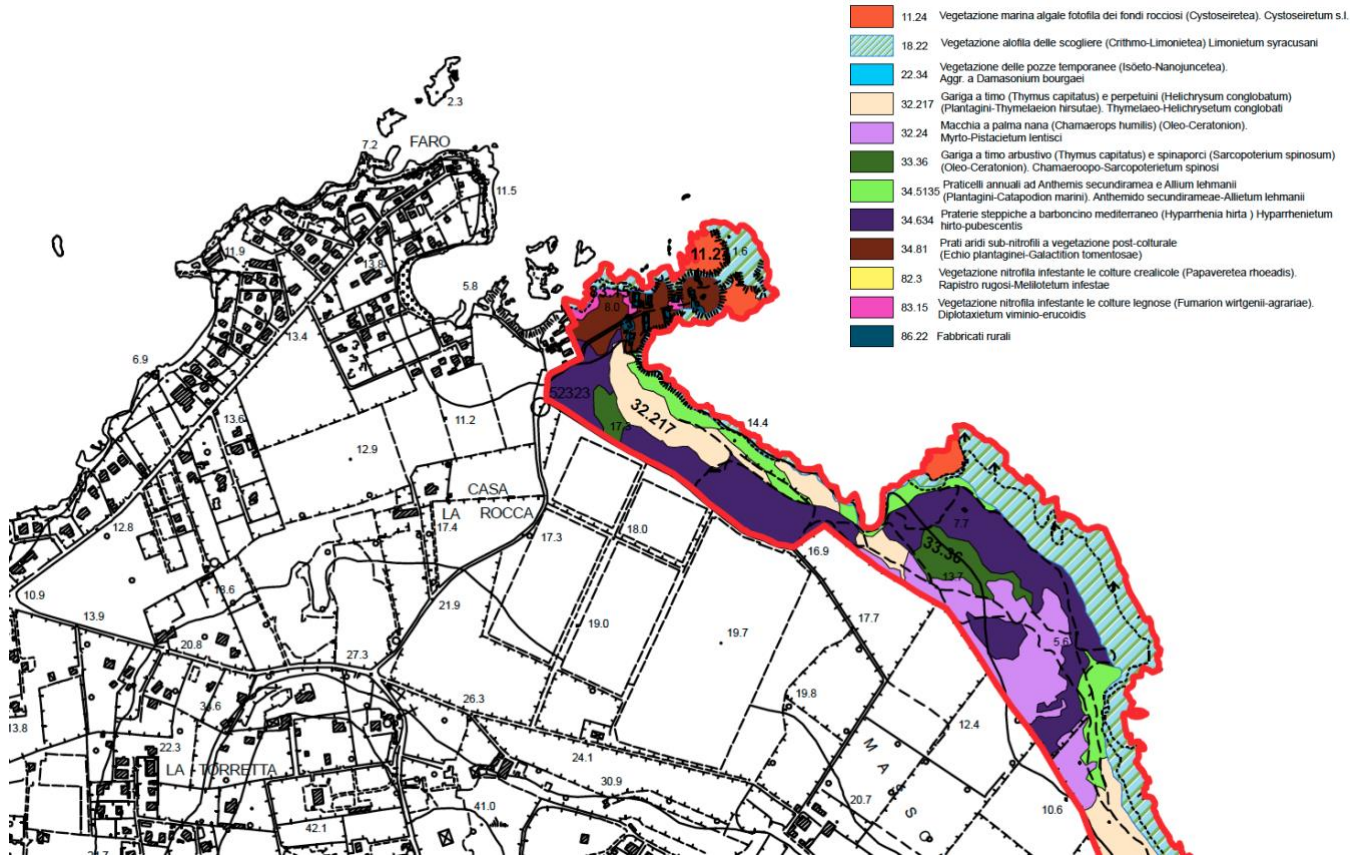 11.24 Vegetazione marina algale fotofila dei fondi rocciosi (Cystoseiretea). Cystoseiretum s.l.
18.22 Vegetazione alofila delle scogliere (Crithmo-Limonietea) Limonietum syracusani
22.34 Vegetazione delle pozze temporanee (Isöeto-Nanojuncetea).
Aggr. a Damasonium bourgaei
32.217 Gariga a timo (Thymus capitatus) e perpetuini (Helichrysum conglobatum)
(Plantagini-Thymelaeion hirsutae). Thymelaeo-Helichrysetum conglobati
32.24 Macchia a palma nana (Chamaerops humilis) (Oleo-Ceratonion).
Myrto-Pistacietum lentisci
33.36 Gariga a timo arbustivo (Thymus capitatus) e spinaporci (Sarcopoterium spinosum)
(Oleo-Ceratonion). Chamaeroopo-Sarcopoterietum spinosi
34.5135 Praticelli annuali ad Anthemis secundiramea e Allium lehmanii
(Plantagini-Catapodion marini). Anthemido secundirameae-Allietum lehmanii
34.634 Praterie steppiche a barboncino mediterraneo (Hyparrhenia hirta ) Hyparrhenietum
hirto-pubescentis
34.81 Prati aridi sub-nitrofili a vegetazione post-colturale
(Echio plantaginei-Galactition tomentosae)
82.3 Vegetazione nitrofila infestante le colture crealicole (Papaveretea rhoeadis).
Rapistro rugosi-Melilotetum infestae
83.15 Vegetazione nitrofila infestante le colture legnose (Fumarion wirtgenii-agrariae).
Diplotaxietum viminio-erucoidis
86.22 Fabbricati rurali
2.3
7.2
FARO
11.5
11.9
13.8
11.27
1.6
5.8
8.0
13.4
6.9
52323
32.217
14.4
13.6
11.2
17.3
12.9
CASA
LA ROCCA
17.4
12.8
18.0
7.7
17.3
33.36
16.9
13.7
10.9
18.6
21.9
13.9
19.0
19.7
17.7
5.6
20.8
27.3
26.3
19.8
12.4
13.8
22.3
LA TORRETTA
24.1
30.9
MASSO
20.7
10.6
41.0
42.1